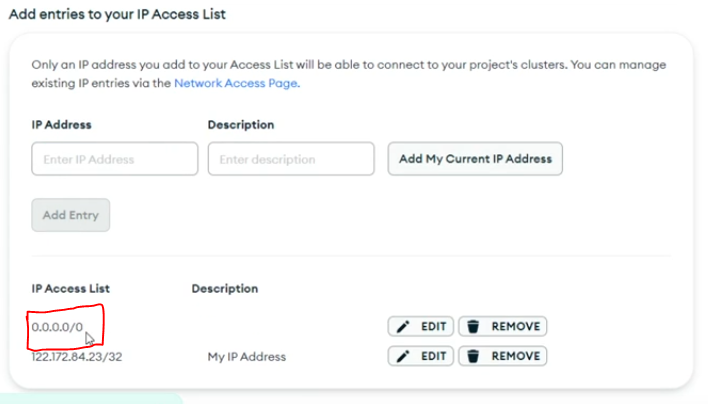 Add entries to your IP Access List
Only an IP address you add to your Access List will be able to connect to your project's clusters. You can manage
existing IP entries via the Network Access Page.
IP Address Description
Enter IP Address Enter description Add My Current IP Address
Add Entry
IP Access List Description
0.0.0.0/0 EDIT REMOVE
122.172.84.23/32 My IP Address EDIT REMOVE